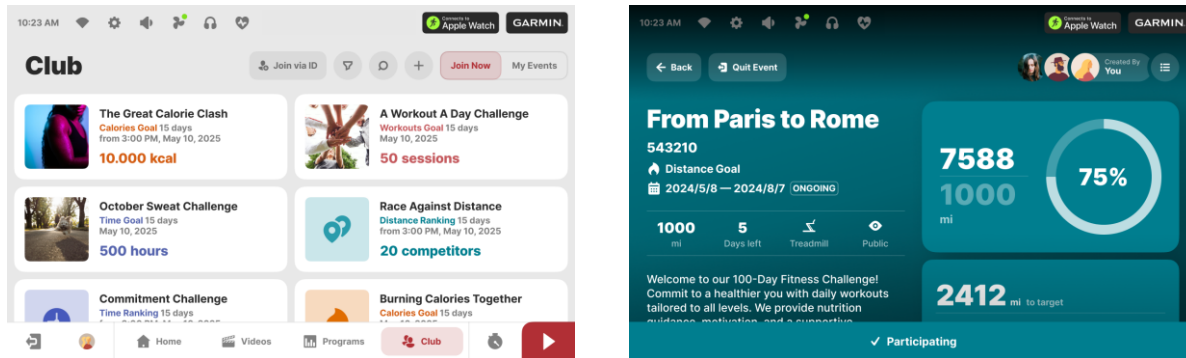 10:23 AM
Connects to
Apple Watch
GARMIN
Club
Join via ID
Join Now
My Events
The Great Calorie Clash
Calories Goal 15 days
from 3:00 PM, May 10, 2025
10.000 kcal
A Workout A Day Challenge
Workouts Goal 15 days
May 10, 2025
50 sessions
October Sweat Challenge
Time Goal 15 days
May 10, 2025
500 hours
Race Against Distance
Distance Ranking 15 days
from 3:00 PM, May 10, 2025
20 competitors
Commitment Challenge
Time Ranking 15 days
Burning Calories Together
Calories Goal 15 days
Home
Videos
Programs
Club
10:23 AM
Connects to
Apple Watch
GARMIN
Back
Quit Event
Created By
You
From Paris to Rome
543210
Distance Goal
2024/5/8 — 2024/8/7 ONGOING
1000
mi
5
Days left
Treadmill
Public
Welcome to our 100-Day Fitness Challenge!
Commit to a healthier you with daily workouts
tailored to all levels. We provide nutrition
guidance, motivation, and a supportive
7588
1000
mi
75%
2412 mi to target
Participating